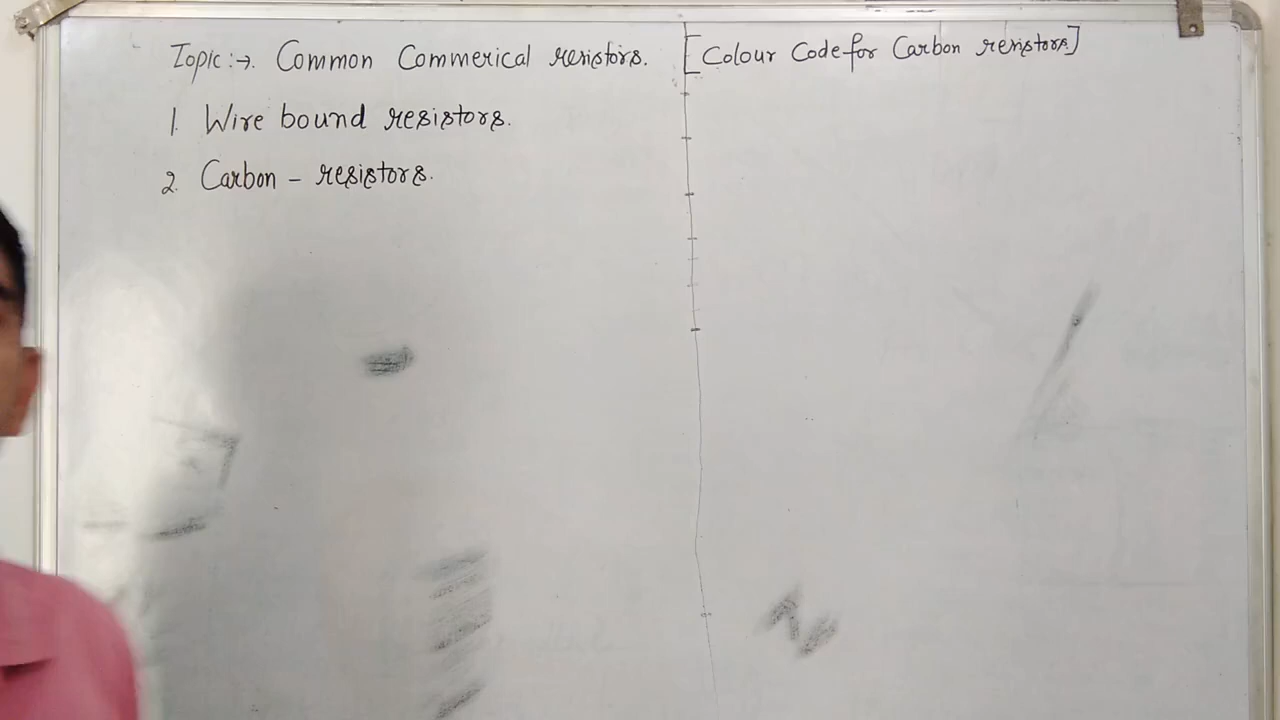 Topic :→. Common Commerical resistors. [Colour Code for Carbon resistors]
1. Wire bound resistors.
2. Carbon – resistors.